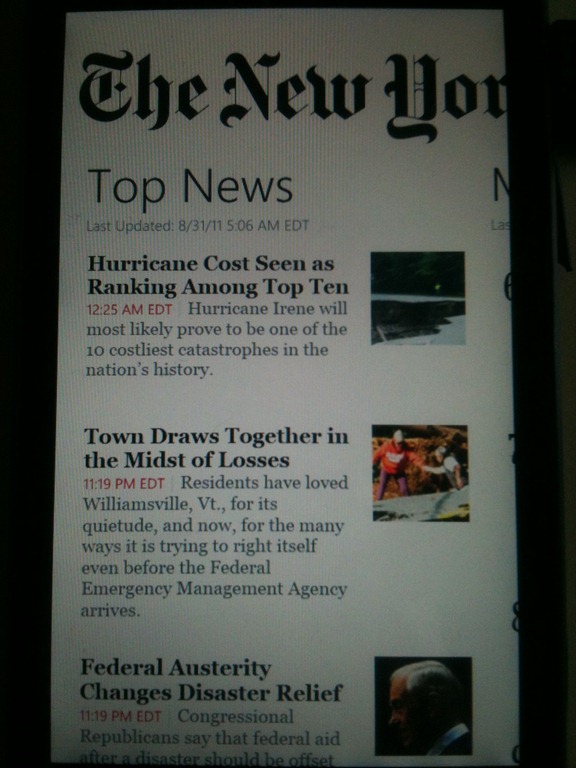 The New Yor
Top News
Last Updated: 8/31/11 5:06 AM EDT
Hurricane Cost Seen as
Ranking Among Top Ten
12:25 AM EDT | Hurricane Irene will
most likely prove to be one of the
10 costliest catastrophes in the
nation's history.
Town Draws Together in
the Midst of Losses
11:19 PM EDT | Residents have loved
Williamsville, Vt., for its
quietude, and now, for the many
ways it is trying to right itself
even before the Federal
Emergency Management Agency
arrives.
Federal Austerity
Changes Disaster Relief
11:19 PM EDT | Congressional
Republicans say that federal aid
after a disaster should be offset